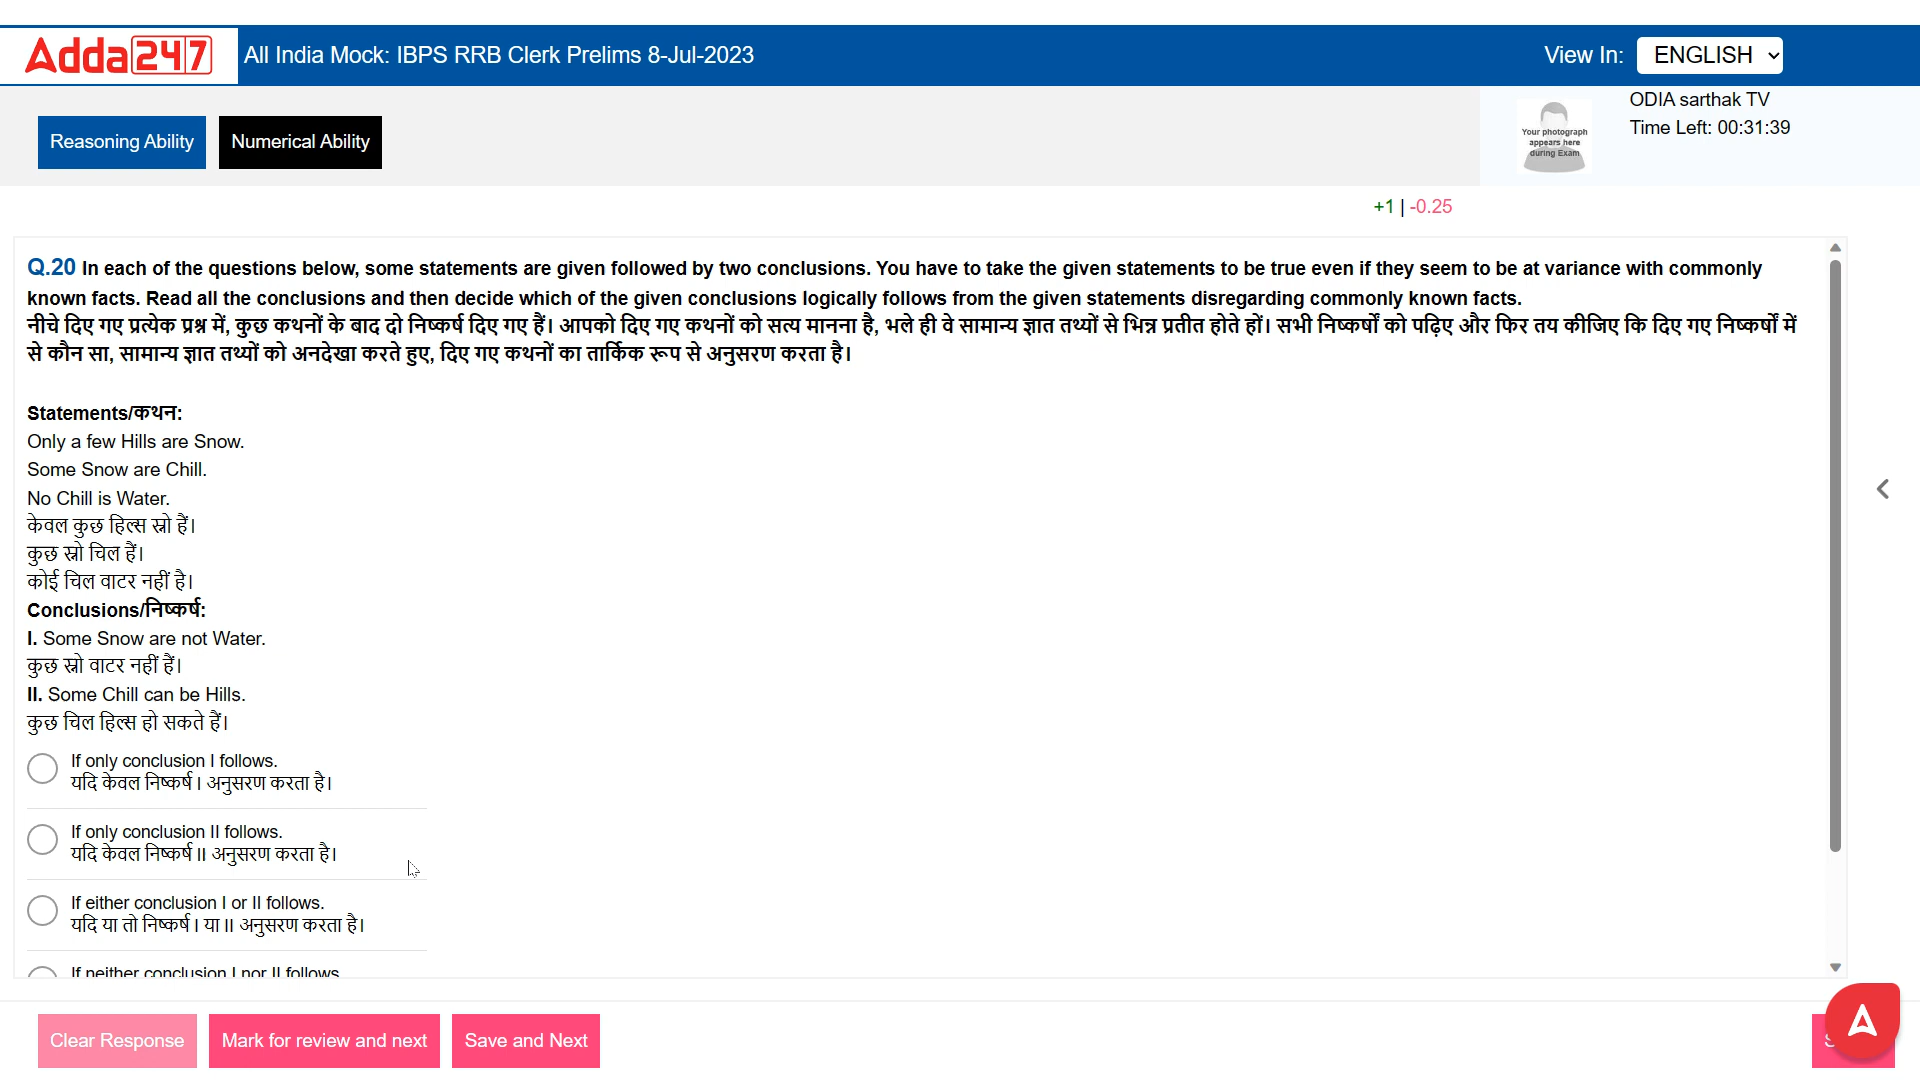 Adda247 All India Mock: IBPS RRB Clerk Prelims 8-Jul-2023 View In: ENGLISH
Reasoning Ability Numerical Ability
Your photograph
appears here
during Exam
ODIA sarthak TV
Time Left: 00:31:39
+1 | -0.25
Q.20 In each of the questions below, some statements are given followed by two conclusions. You have to take the given statements to be true even if they seem to be at variance with commonly
known facts. Read all the conclusions and then decide which of the given conclusions logically follows from the given statements disregarding commonly known facts.
नीचे दिए गए प्रत्येक प्रश्न में, कुछ कथनों के बाद दो निष्कर्ष दिए गए हैं। आपको दिए गए कथनों को सत्य मानना है, भले ही वे सामान्य ज्ञात तथ्यों से भिन्न प्रतीत होते हों। सभी निष्कर्षों को पढ़िए और फिर तय कीजिए कि दिए गए निष्कर्षों में
से कौन सा, सामान्य ज्ञात तथ्यों को अनदेखा करते हुए, दिए गए कथनों का तार्किक रूप से अनुसरण करता है।
Statements/कथन:
Only a few Hills are Snow.
Some Snow are Chill.
No Chill is Water.
केवल कुछ हिल्स स्नो हैं।
कुछ स्नो चिल हैं।
कोई चिल वाटर नहीं है।
Conclusions/निष्कर्ष:
I. Some Snow are not Water.
कुछ स्नो वाटर नहीं हैं।
II. Some Chill can be Hills.
कुछ चिल हिल्स हो सकते हैं।
If only conclusion I follows.
यदि केवल निष्कर्ष I अनुसरण करता है।
If only conclusion II follows.
यदि केवल निष्कर्ष II अनुसरण करता है।
If either conclusion I or II follows.
यदि या तो निष्कर्ष I या II अनुसरण करता है।
If neither conclusion I nor II follows.
Clear Response Mark for review and next Save and Next